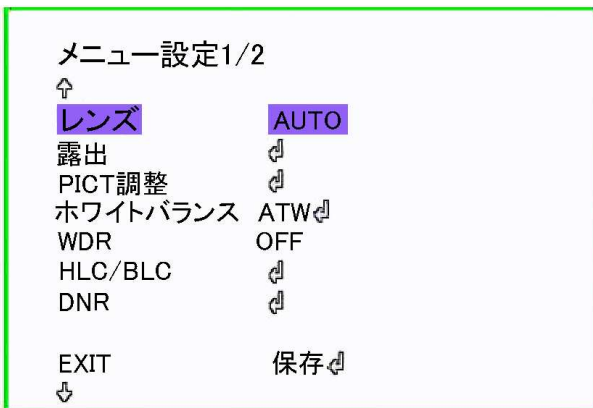 メニュー設定1/2
レンズ AUTO
露出
PICT調整
ホワイトバランス ATW
WDR OFF
HLC/BLC
DNR
EXIT 保存